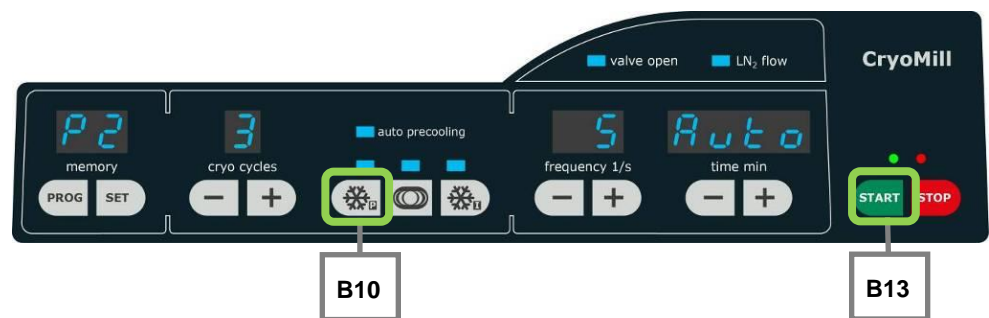 valve open LN₂ flow CryoMill
P2 3 auto precooling 5 Auto
memory cryo cycles frequency 1/s time min
PROG SET − + P I − + − + START STOP
B10 B13